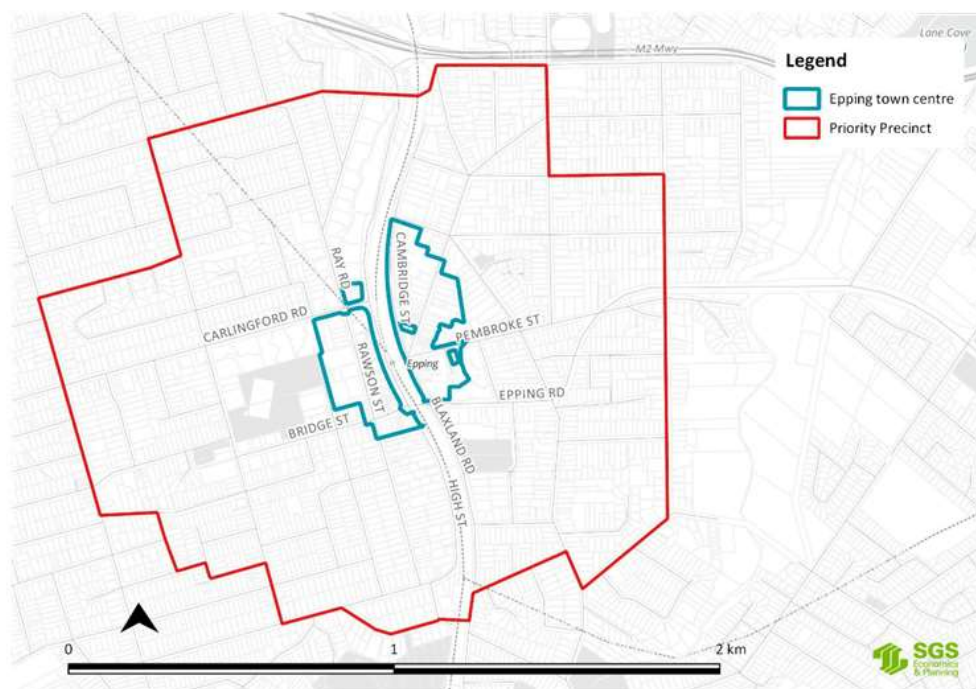 Lane Cove
M2 Mwy
Legend
Epping town centre
Priority Precinct
CAMBRIDGE ST
RAY RD
CARLINGFORD RD
PEMBROKE ST
RAWSON ST
Epping
EPPING RD
BRIDGE ST
BLAXLAND RD
HIGH ST
0
1
2 km
SGS
Economics
& Planning